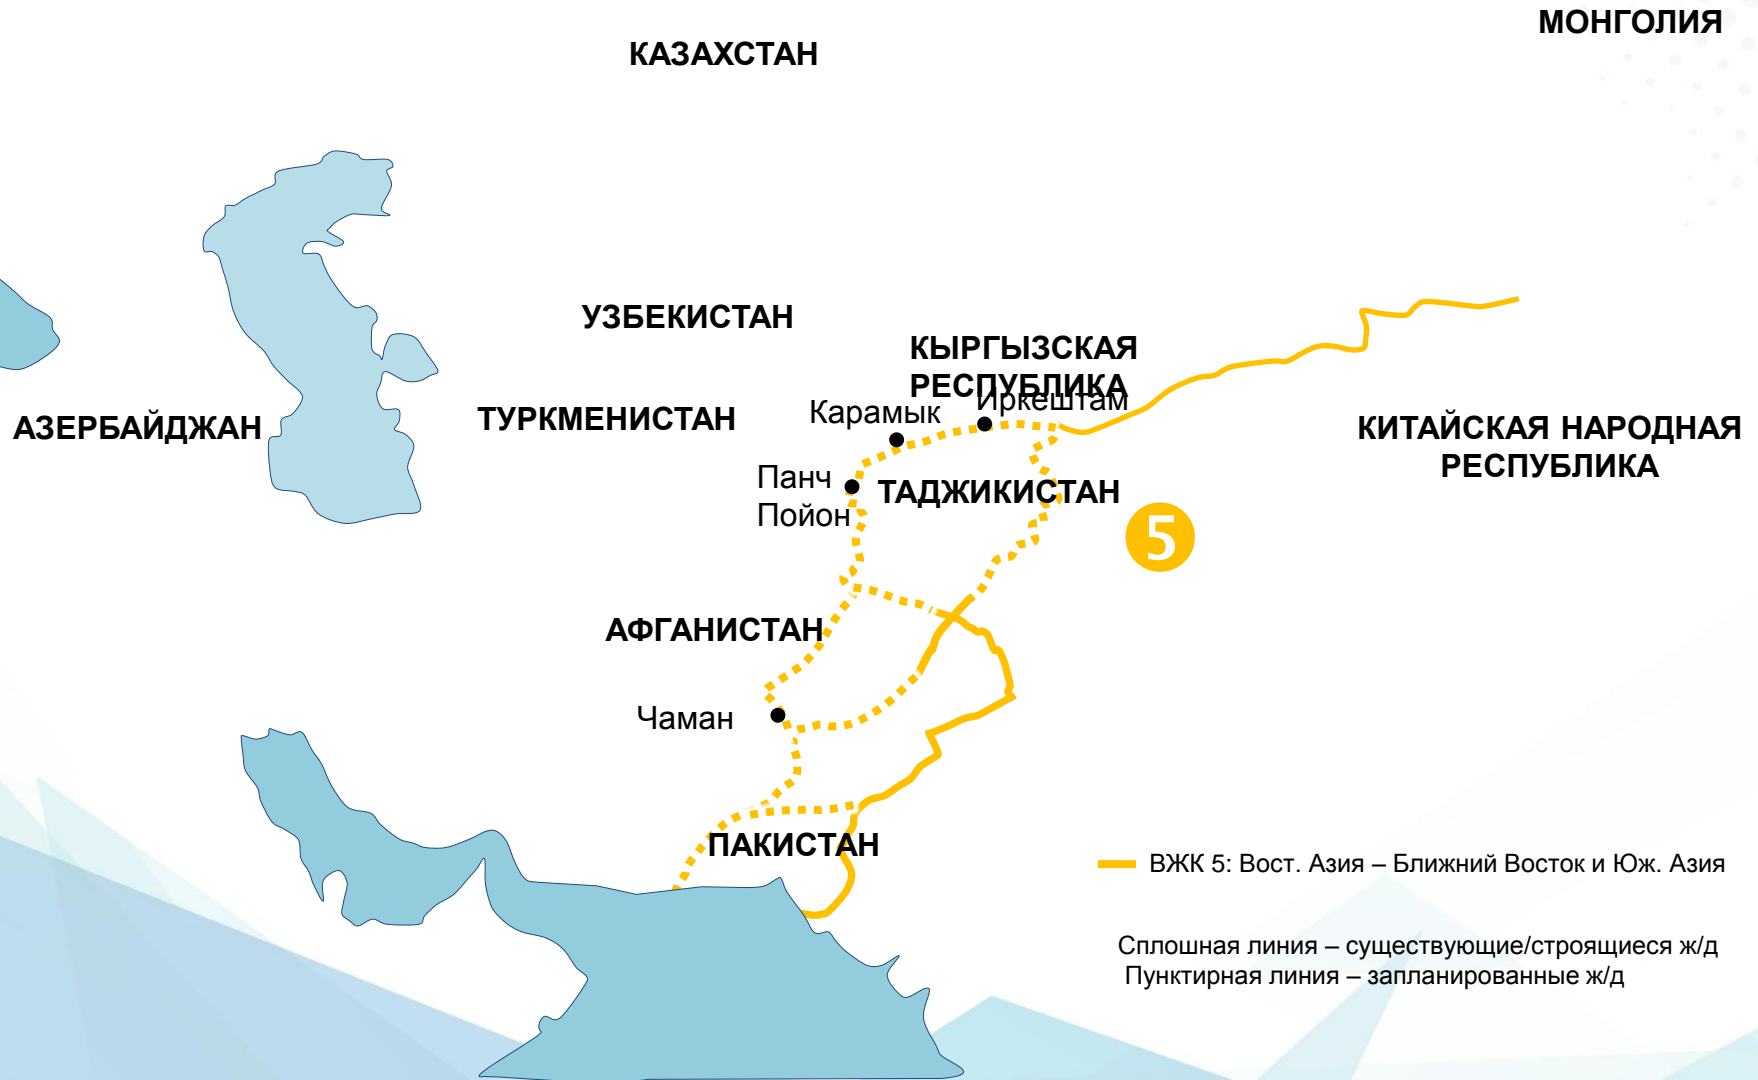 МОНГОЛИЯ
КАЗАХСТАН
УЗБЕКИСТАН
КЫРГЫЗСКАЯ
РЕСПУБЛИКА
Иркештам
Карамык
ТУРКМЕНИСТАН
АЗЕРБАЙДЖАН
КИТАЙСКАЯ НАРОДНАЯ
РЕСПУБЛИКА
Панч
Пойон
ТАДЖИКИСТАН
5
АФГАНИСТАН
Чаман
ПАКИСТАН
ВЖК 5: Вост. Азия – Ближний Восток и Юж. Азия
Сплошная линия – существующие/строящиеся ж/д
Пунктирная линия – запланированные ж/д